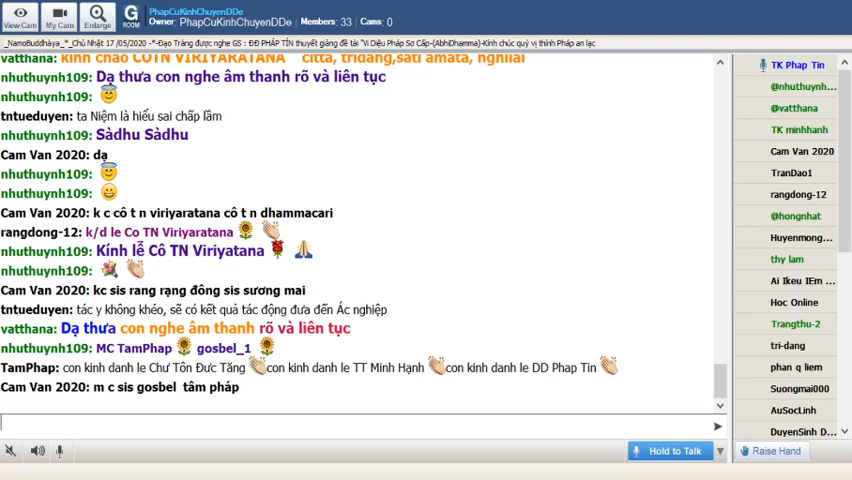 View Cam
My Cam
Enlarge
G
ROOM
PhapCuKinhChuyenDDe
Owner: PhapCuKinhChuyenDDe Members: 33 Cams: 0
_NamoBuddhàya_*_Chủ Nhật 17 /05/2020 -*-Đạo Tràng được nghe GS : ĐĐ PHÁP TÍN thuyết giảng đề tài "Vi Diệu Pháp Sơ Cấp-{AbhiDhamma}-Kính chúc quý vị thính Pháp an lạc
vatthana: kinh chao COTN VIRIYARATANA citta, tridang,sati amata, nghilai
nhuthuynh109: Dạ thưa con nghe âm thanh rõ và liên tục
nhuthuynh109:
tntueduyen: ta Niệm là hiểu sai chấp lầm
nhuthuynh109: Sàdhu Sàdhu
Cam Van 2020: dạ
nhuthuynh109:
nhuthuynh109:
Cam Van 2020: k c cô t n viriyaratana cô t n dhammacari
rangdong-12: k/d le Co TN Viryaratana
nhuthuynh109: Kính lễ Cô TN Viriyatana
nhuthuynh109:
Cam Van 2020: kc sis rang rạng đông sis sương mai
tntueduyen: tác y không khéo, sẽ có kết quả tác động đưa đến Ác nghiệp
vatthana: Dạ thưa con nghe âm thanh rõ và liên tục
nhuthuynh109: MC TamPhap gosbel_1
TamPhap: con kinh danh le Chư Tôn Đưc Tăng con kinh danh le TT Minh Hạnh con kinh danh le DD Phap Tin
Cam Van 2020: m c sis gosbel tâm pháp
Hold to Talk
TK Phap Tin
@nhuthuynh...
@vatthana
TK minhhanh
Cam Van 2020
TranDao1
rangdong-12
@hongnhat
Huyenmong...
thy lam
Ai Ikeu IEm ...
Hoc Online
Trangthu-2
tri-dang
phan q liem
Suongmai000
AuSocLinh
DuyenSinh D...
Raise Hand